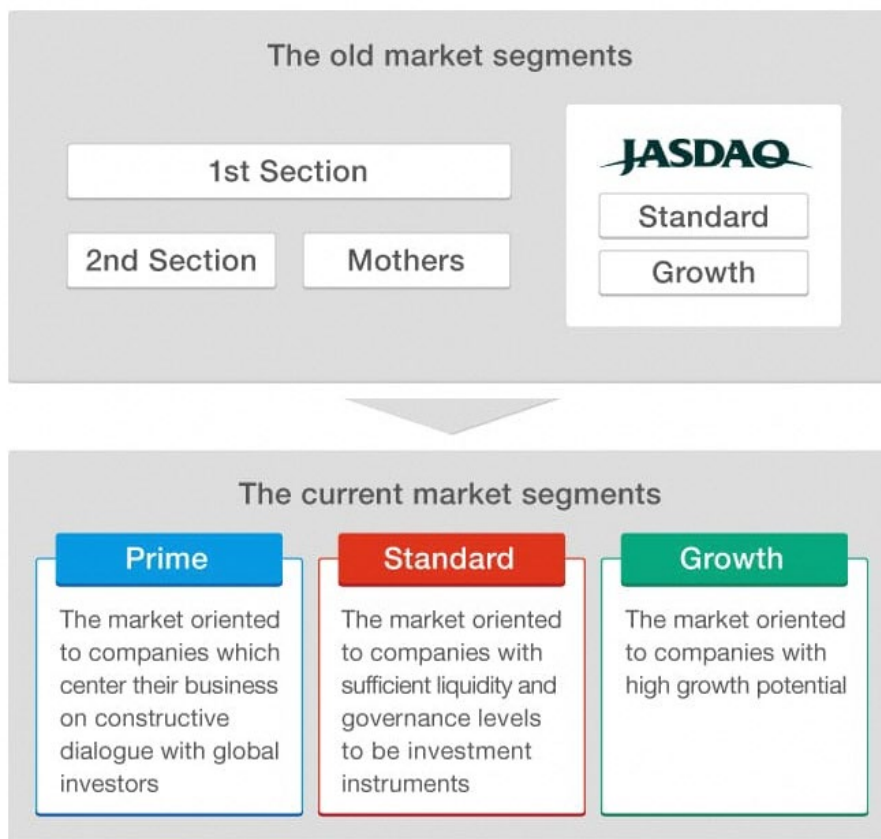 The old market segments
1st Section
2nd Section
Mothers
JASDAQ
Standard
Growth
The current market segments
Prime
The market oriented
to companies which
center their business
on constructive
dialogue with global
investors
Standard
The market oriented
to companies with
sufficient liquidity and
governance levels
to be investment
instruments
Growth
The market oriented
to companies with
high growth potential